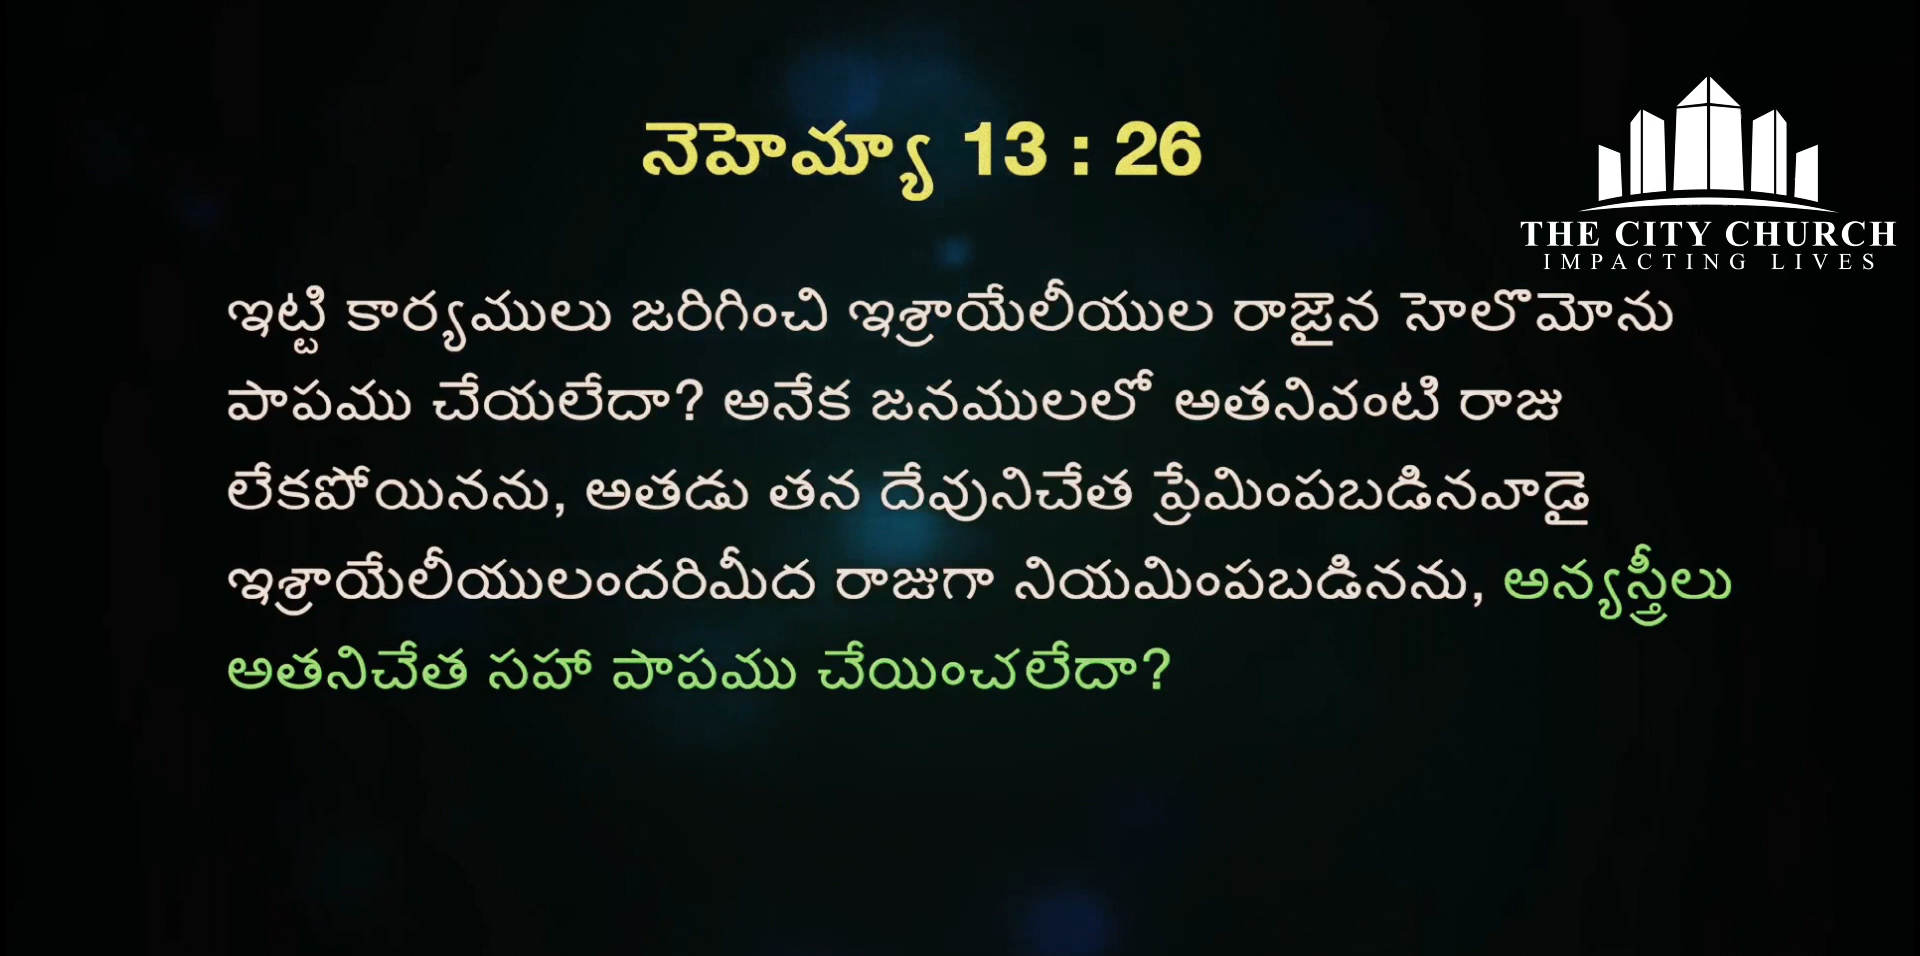 నెహెమ్యా 13 : 26
THE CITY CHURCH
IMPACTING LIVES
ఇట్టి కార్యములు జరిగించి ఇశ్రాయేలీయుల రాజైన సొలొమోను
పాపము చేయలేదా? అనేక జనములలో అతనివంటి రాజు
లేకపోయినను, అతడు తన దేవునిచేత ప్రేమింపబడినవాడై
ఇశ్రాయేలీయులందరిమీద రాజుగా నియమింపబడినను, అన్యస్త్రీలు
అతనిచేత సహా పాపము చేయించలేదా?